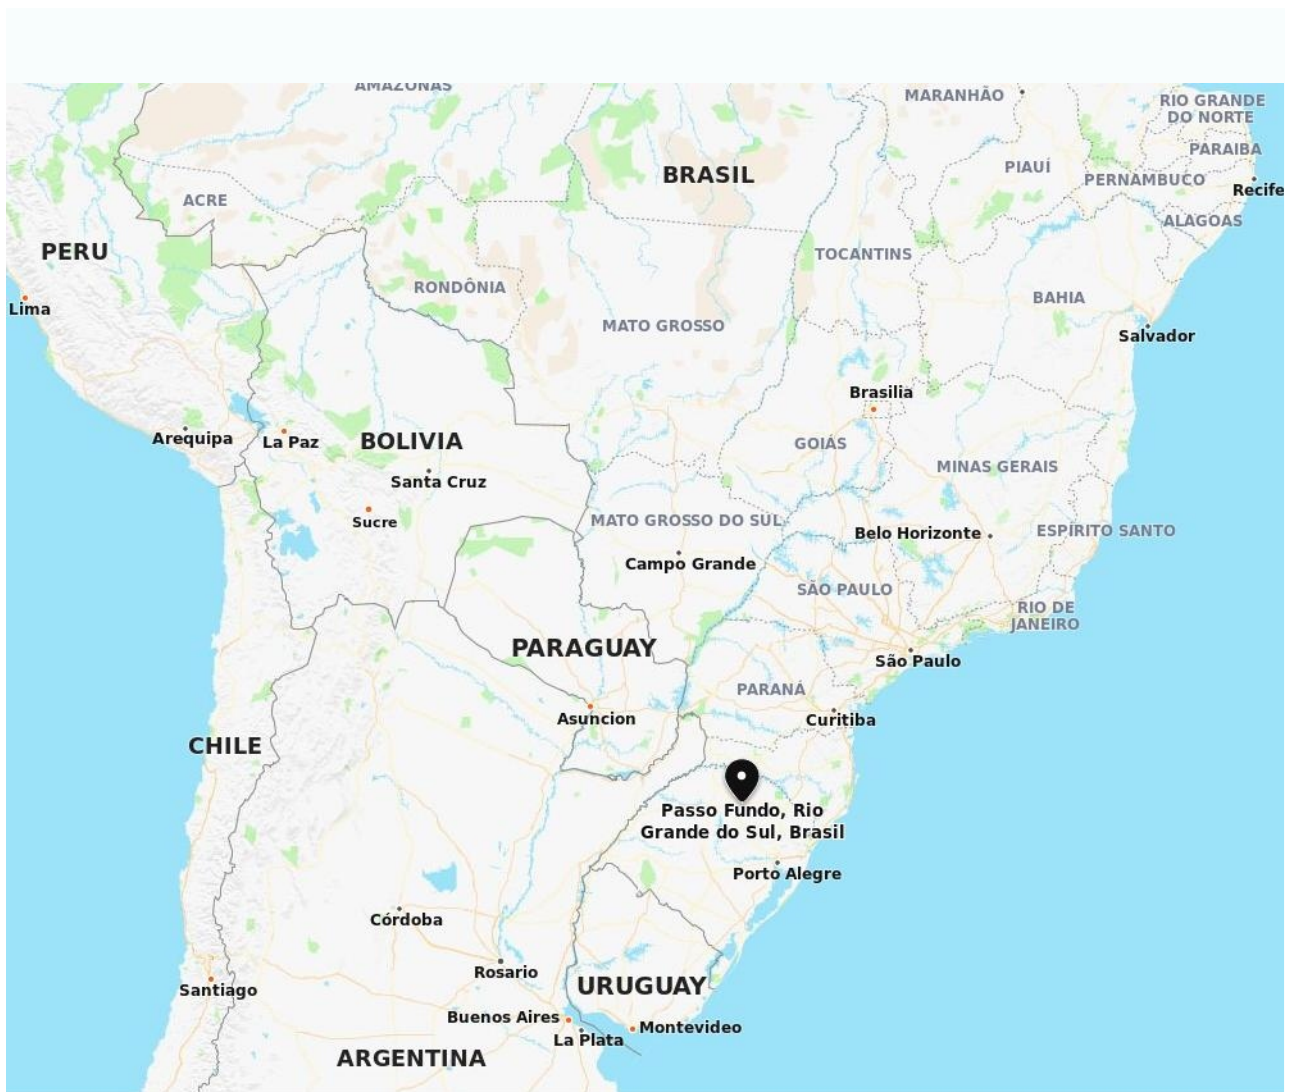 AMAZONAS
MARANHÃO
RIO GRANDE
DO NORTE
PARAIBA
PIAUÍ
PERNAMBUCO
BRASIL
Recife
ACRE
ALAGOAS
PERU
TOCANTINS
RONDÔNIA
BAHIA
Lima
MATO GROSSO
Salvador
Brasilia
Arequipa
La Paz
BOLIVIA
GOIÁS
MINAS GERAIS
Santa Cruz
Sucre
MATO GROSSO DO SUL
Belo Horizonte
ESPÍRITO SANTO
Campo Grande
SÃO PAULO
RIO DE
JANEIRO
PARAGUAY
São Paulo
PARANÁ
Asuncion
Curitiba
CHILE
Passo Fundo, Rio
Grande do Sul, Brasil
Porto Alegre
Córdoba
Rosario
URUGUAY
Santiago
Buenos Aires
Montevideo
La Plata
ARGENTINA